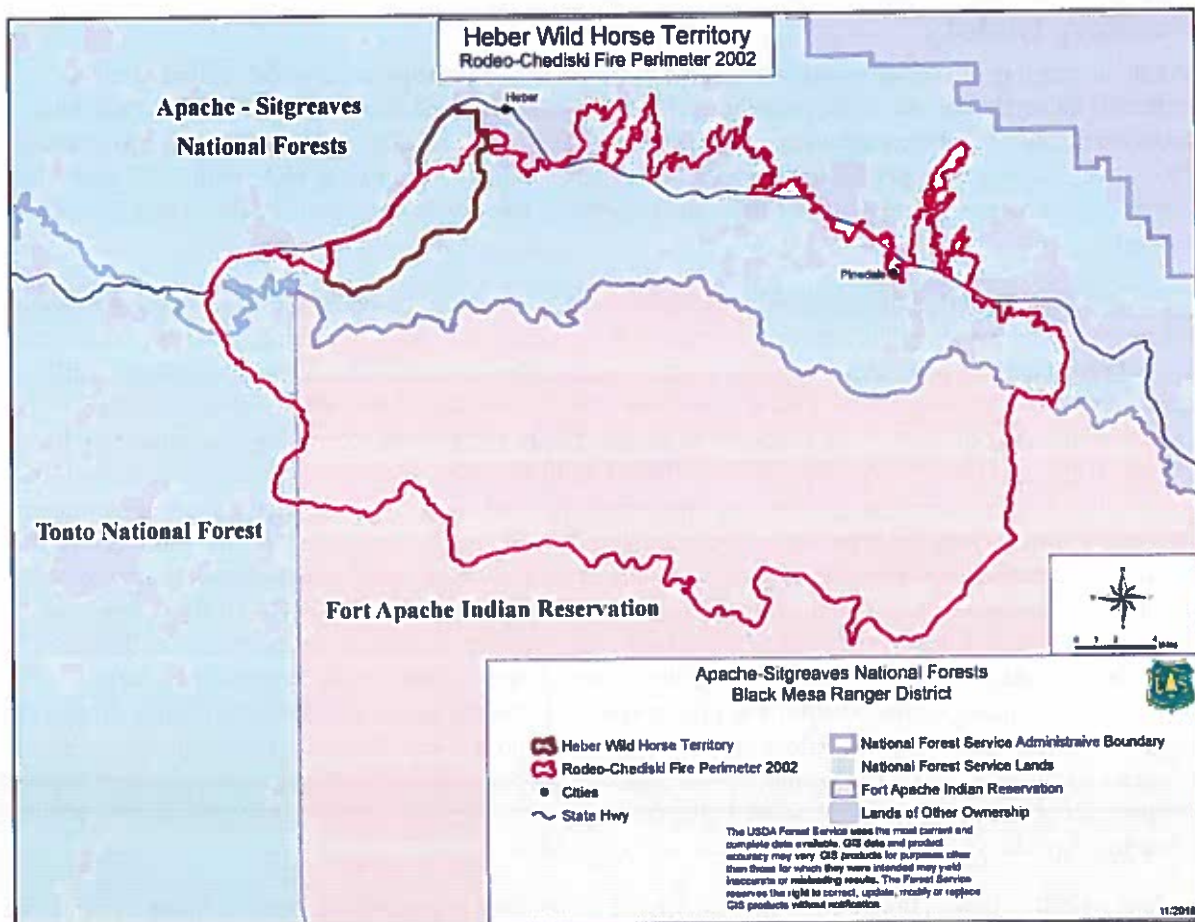 Heber Wild Horse Territory
Rodeo-Chediski Fire Perimeter 2002
Apache - Sitgreaves
National Forests
Heber
Pinedale
Tonto National Forest
Fort Apache Indian Reservation
Apache-Sitgreaves National Forests
Black Mesa Ranger District
Heber Wild Horse Territory
Rodeo-Chediski Fire Perimeter 2002
Cities
State Hwy
National Forest Service Administraive Boundary
National Forest Service Lands
Fort Apache Indian Reservation
Lands of Other Ownership
The USDA Forest Service uses the most current and
complete data available. GIS data and product
accuracy may vary. GIS products for purposes other
than those for which they were intended may yield
inaccurate or misleading results. The Forest Service
reserves the right to correct, update, modify or replace
GIS products without notification.